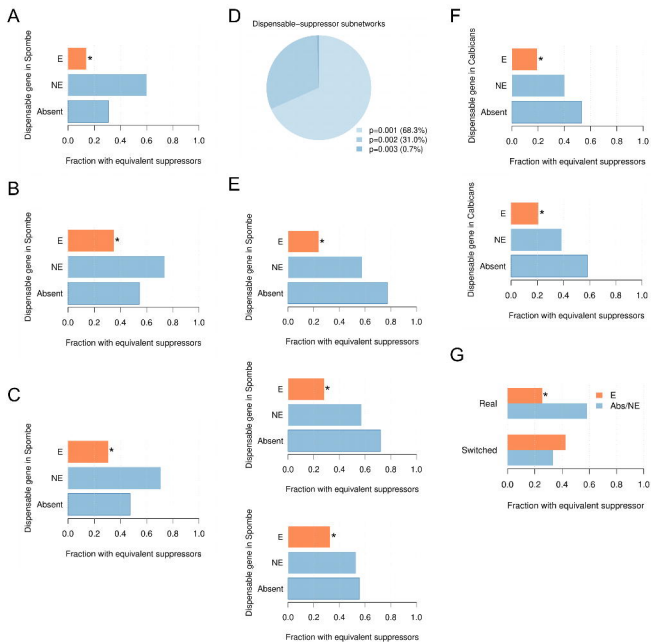 A
Dispensable gene in Spombe
E
*
NE
Absent
0.0 0.2 0.4 0.6 0.8 1.0
Fraction with equivalent suppressors
B
Dispensable gene in Spombe
E
*
NE
Absent
0.0 0.2 0.4 0.6 0.8 1.0
Fraction with equivalent suppressors
C
Dispensable gene in Spombe
E
*
NE
Absent
0.0 0.2 0.4 0.6 0.8 1.0
Fraction with equivalent suppressors
D
Dispensable-suppressor subnetworks
p=0.001 (68.3%)
p=0.002 (31.0%)
p=0.003 (0.7%)
E
Dispensable gene in Spombe
E
*
NE
Absent
0.0 0.2 0.4 0.6 0.8 1.0
Fraction with equivalent suppressors
Dispensable gene in Spombe
E
*
NE
Absent
0.0 0.2 0.4 0.6 0.8 1.0
Fraction with equivalent suppressors
Dispensable gene in Spombe
E
*
NE
Absent
0.0 0.2 0.4 0.6 0.8 1.0
Fraction with equivalent suppressors
F
Dispensable gene in Calbicans
E
*
NE
Absent
0.0 0.2 0.4 0.6 0.8 1.0
Fraction with equivalent suppressors
Dispensable gene in Calbicans
E
*
NE
Absent
0.0 0.2 0.4 0.6 0.8 1.0
Fraction with equivalent suppressors
G
Real
*
E
Abs/NE
Switched
0.0 0.2 0.4 0.6 0.8 1.0
Fraction with equivalent suppressor